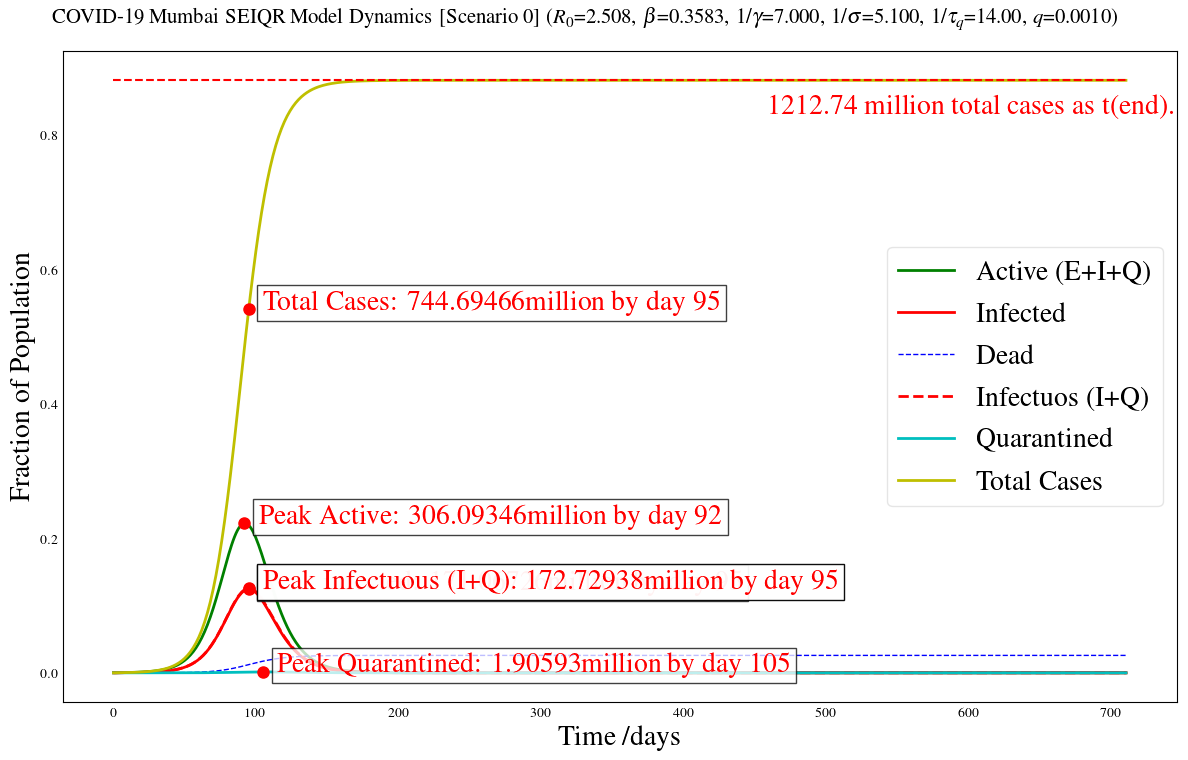 COVID-19 Mumbai SEIQR Model Dynamics [Scenario 0] (R₀=2.508, β=0.3583, 1/γ=7.000, 1/σ=5.100, 1/τ_q=14.00, q=0.0010)
1212.74 million total cases as t(end).
Total Cases: 744.69466million by day 95
Peak Active: 306.09346million by day 92
Peak Infectuous (I+Q): 172.72938million by day 95
Peak Quarantined: 1.90593million by day 105
Active (E+I+Q)
Infected
Dead
Infectuos (I+Q)
Quarantined
Total Cases
Fraction of Population
0.8
0.6
0.4
0.2
0.0
0 100 200 300 400 500 600 700
Time /days